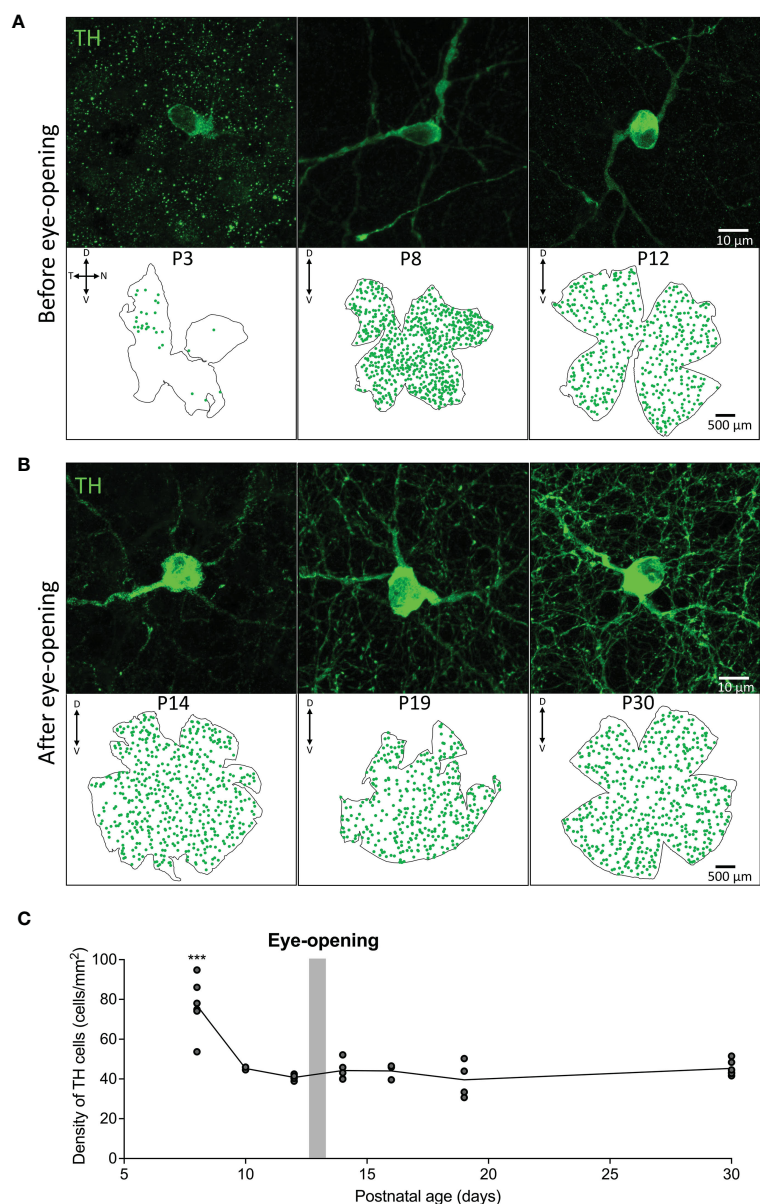 A
TH
Before eye-opening
10 µm
P3
P8
P12
D
T N
V
D
V
D
V
500 µm
B
TH
After eye-opening
10 µm
P14
P19
P30
D
V
D
V
D
V
500 µm
C
Eye-opening
***
Density of TH cells (cells/mm²)
100
80
60
40
20
0
5 10 15 20 25 30
Postnatal age (days)